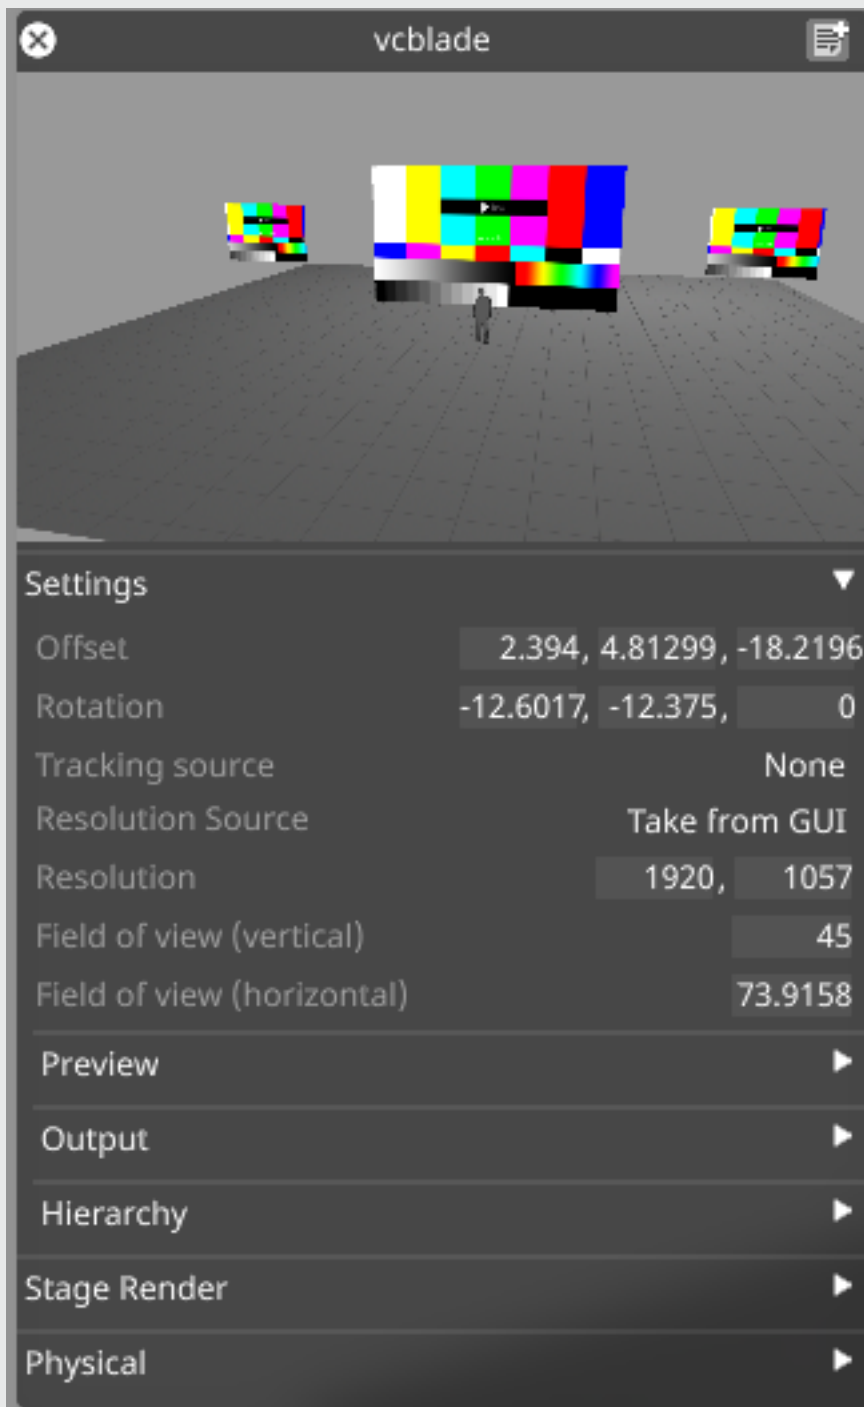 vcblade
Settings
Offset 2.394, 4.81299, -18.2196
Rotation -12.6017, -12.375, 0
Tracking source None
Resolution Source Take from GUI
Resolution 1920, 1057
Field of view (vertical) 45
Field of view (horizontal) 73.9158
Preview
Output
Hierarchy
Stage Render
Physical